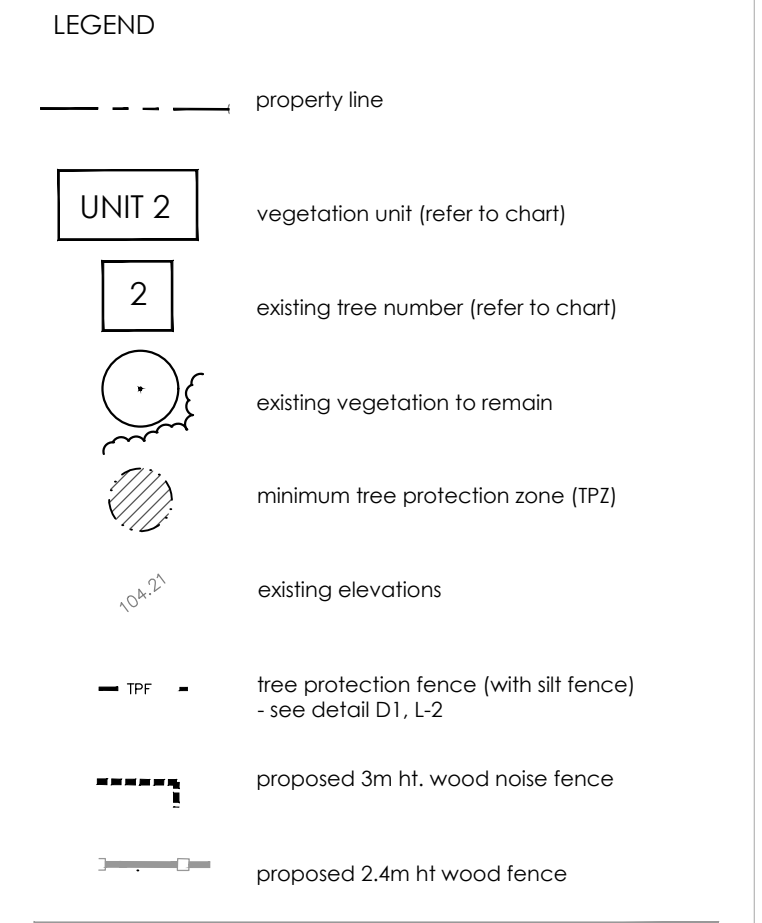 LEGEND
property line
UNIT 2
vegetation unit (refer to chart)
2
existing tree number (refer to chart)
existing vegetation to remain
minimum tree protection zone (TPZ)
104.21
existing elevations
TPF
tree protection fence (with silt fence)
- see detail D1, L-2
proposed 3m ht. wood noise fence
proposed 2.4m ht wood fence